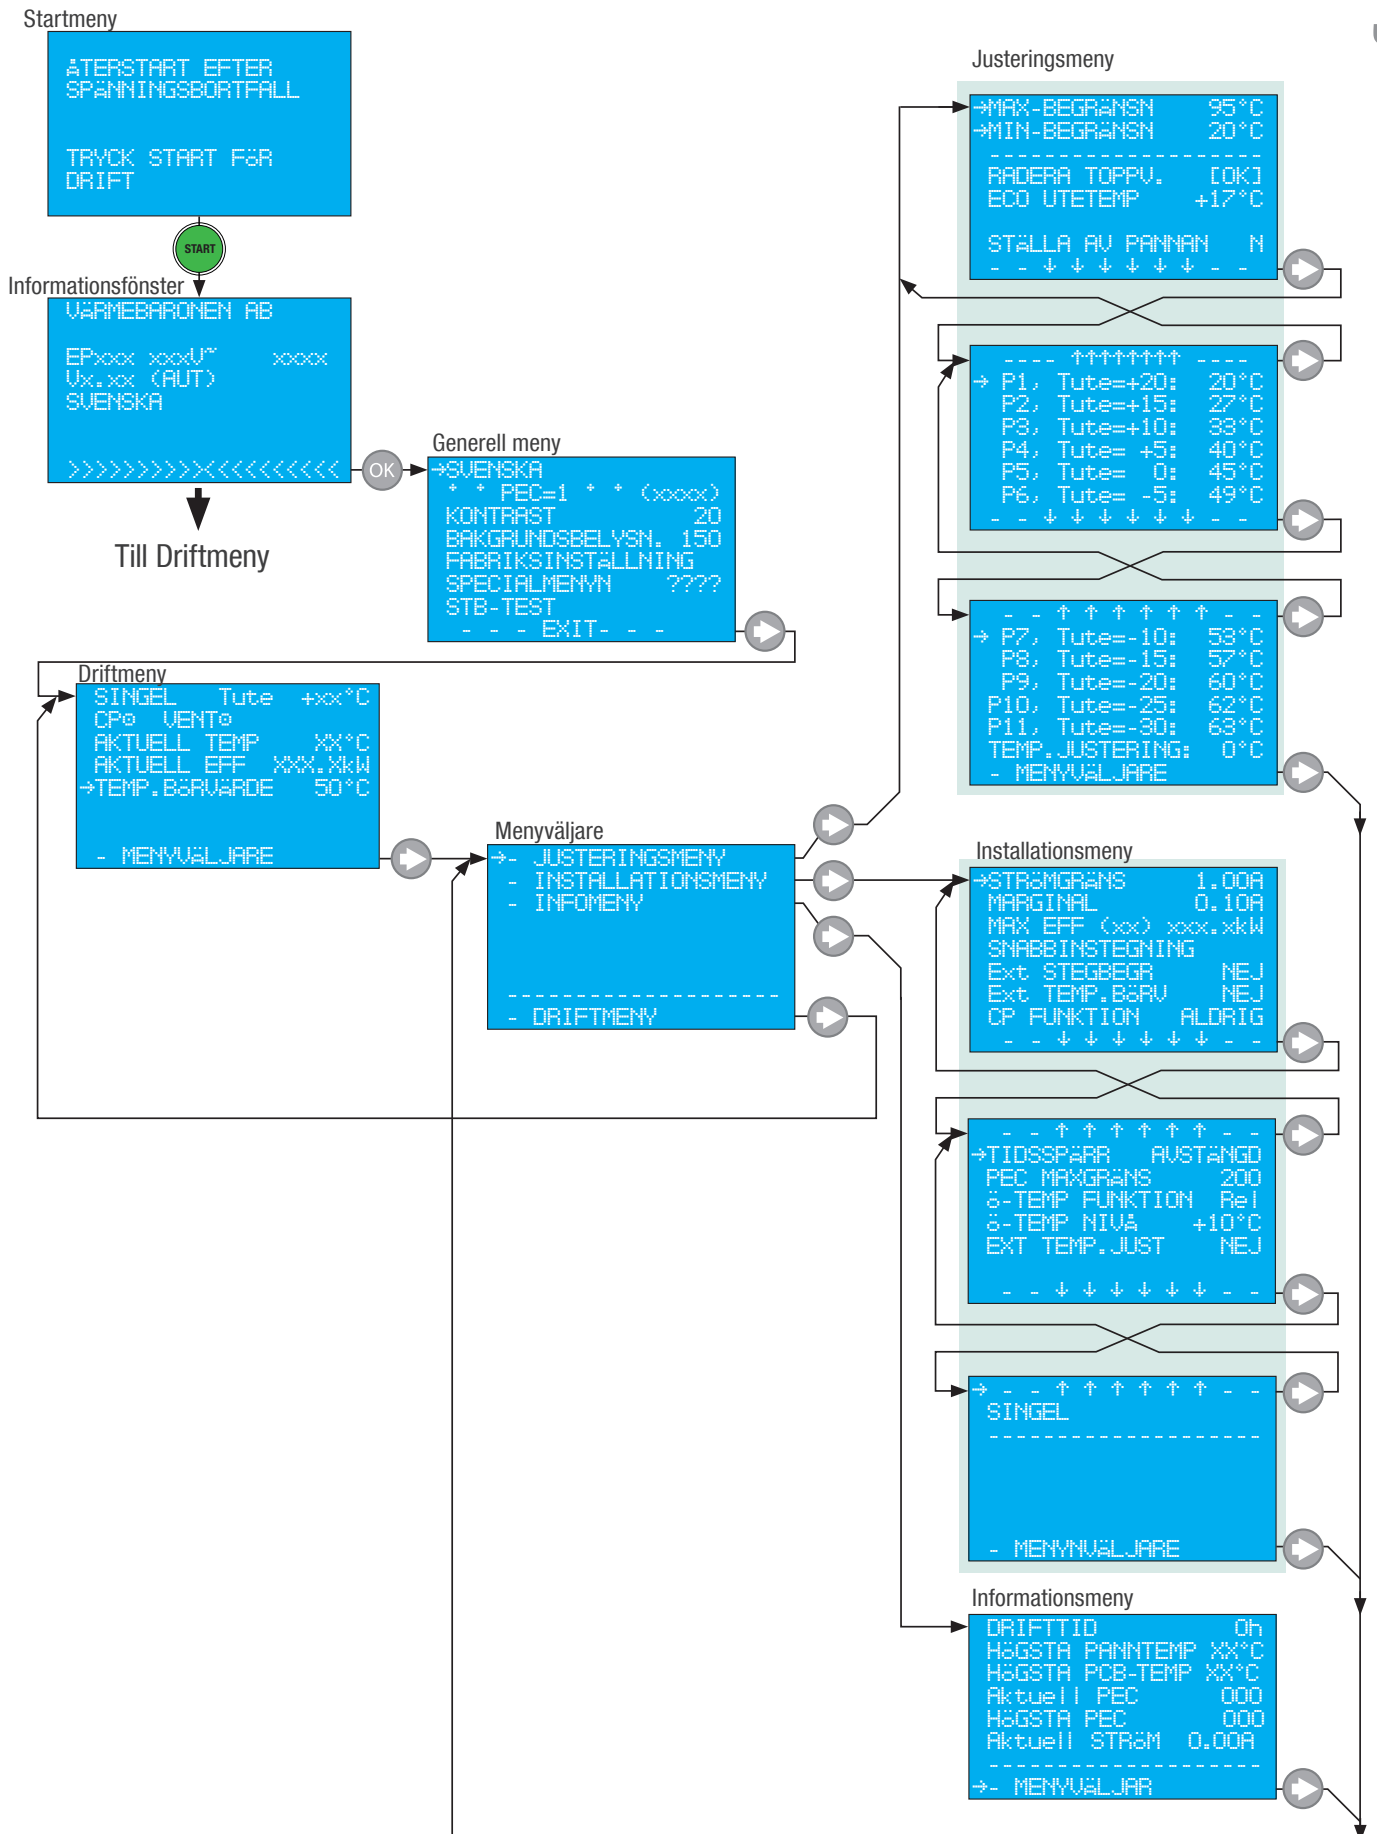 Startmeny
ÅTERSTART EFTER
SPÄNNINGSBORTFALL
TRYCK START FÖR
DRIFT
START
Informationsfönster
VÄRMEBARONEN AB
EPxxx xxxV~ xxxx
Vx.xx (AUT)
SVENSKA
>>>>>>>>>><<<<<<<<<<
OK
Till Driftmeny
Generell meny
→SVENSKA
* * PEC=1 * * (xxxx)
KONTRAST 20
BAKGRUNDSBELYSN. 150
FABRIKSINSTÄLLNING
SPECIALMENYN ????
STB-TEST
- - - EXIT- - -
Driftmeny
SINGEL Tute +xx°C
CP⊙ VENT⊙
AKTUELL TEMP XX°C
AKTUELL EFF XXX.XkW
→TEMP.BÖRVÄRDE 50°C
- MENYVÄLJARE
Menyväljare
→- JUSTERINGSMENY
- INSTALLATIONSMENY
- INFOMENY
--------------------
- DRIFTMENY
Justeringsmeny
→MAX-BEGRÄNSN 95°C
→MIN-BEGRÄNSN 20°C
--------------------
RADERA TOPPV. [OK]
ECO UTETEMP +17°C
STÄLLA AV PANNAN N
- - ↓ ↓ ↓ ↓ ↓ ↓ - -
---- ↑↑↑↑↑↑↑↑ ----
→ P1, Tute=+20: 20°C
P2, Tute=+15: 27°C
P3, Tute=+10: 33°C
P4, Tute= +5: 40°C
P5, Tute= 0: 45°C
P6, Tute= -5: 49°C
- - ↓ ↓ ↓ ↓ ↓ ↓ - -
- - ↑ ↑ ↑ ↑ ↑ ↑ - -
→ P7, Tute=-10: 53°C
P8, Tute=-15: 57°C
P9, Tute=-20: 60°C
P10, Tute=-25: 62°C
P11, Tute=-30: 63°C
TEMP.JUSTERING: 0°C
- MENYVÄLJARE
Installationsmeny
→STRÖMGRÄNS 1.00A
MARGINAL 0.10A
MAX EFF (xx) xxx.xkW
SNABBINSTEGNING
Ext STEGBEGR NEJ
Ext TEMP.BÖRV NEJ
CP FUNKTION ALDRIG
- - ↓ ↓ ↓ ↓ ↓ ↓ - -
- - ↑ ↑ ↑ ↑ ↑ ↑ - -
→TIDSSPÄRR AVSTÄNGD
PEC MAXGRÄNS 200
ö-TEMP FUNKTION Rel
ö-TEMP NIVÅ +10°C
EXT TEMP.JUST NEJ
- - ↓ ↓ ↓ ↓ ↓ ↓ - -
→ - - ↑ ↑ ↑ ↑ ↑ ↑ - -
SINGEL
--------------------
- MENYNVÄLJARE
Informationsmeny
DRIFTTID 0h
HÖGSTA PANNTEMP XX°C
HÖGSTA PCB-TEMP XX°C
Aktuell PEC 000
HÖGSTA PEC 000
Aktuell STRÖM 0.00A
--------------------
→- MENYVÄLJAR